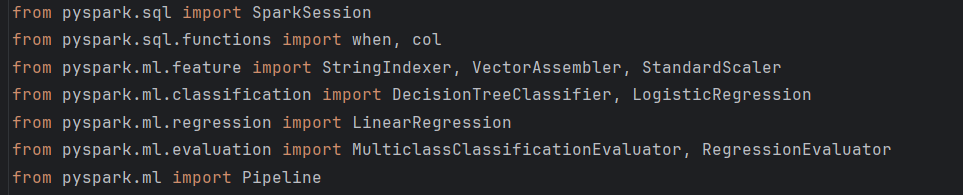 from pyspark.sql import SparkSession
from pyspark.sql.functions import when, col
from pyspark.ml.feature import StringIndexer, VectorAssembler, StandardScaler
from pyspark.ml.classification import DecisionTreeClassifier, LogisticRegression
from pyspark.ml.regression import LinearRegression
from pyspark.ml.evaluation import MulticlassClassificationEvaluator, RegressionEvaluator
from pyspark.ml import Pipeline